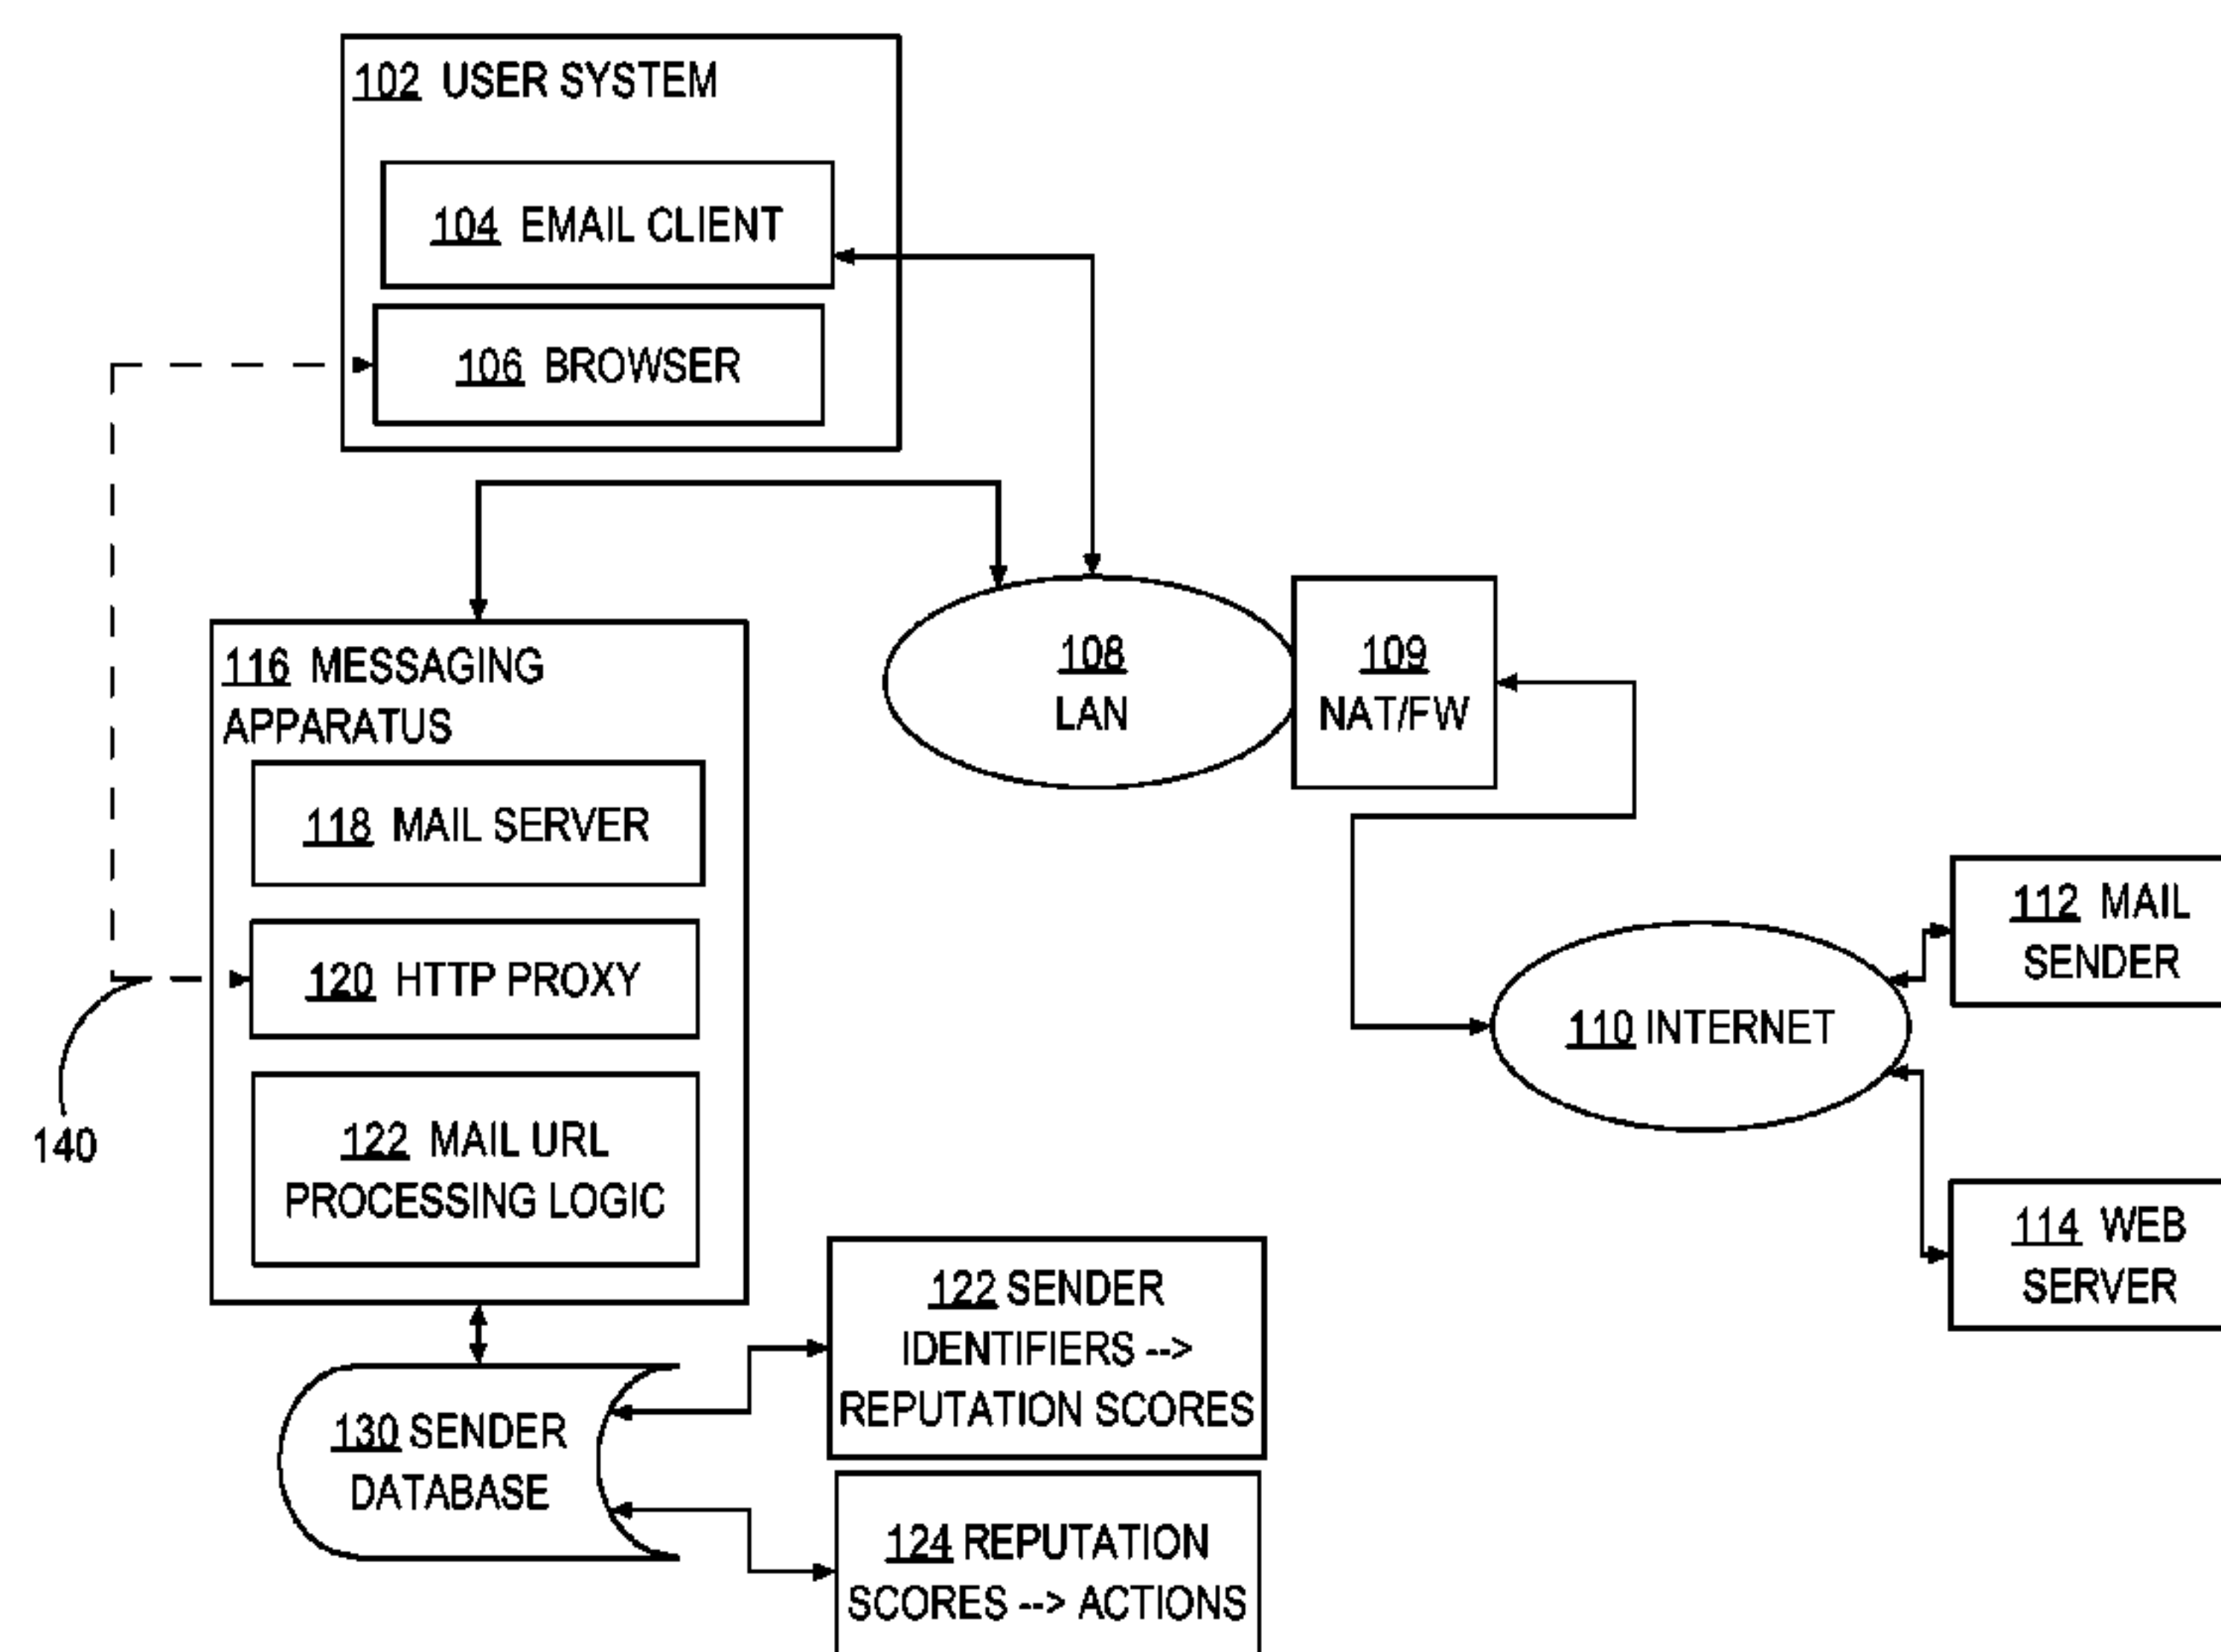 102 USER SYSTEM
104 EMAIL CLIENT
106 BROWSER
116 MESSAGING
APPARATUS
118 MAIL SERVER
120 HTTP PROXY
122 MAIL URL
PROCESSING LOGIC
140
108
LAN
109
NAT/FW
110 INTERNET
112 MAIL
SENDER
114 WEB
SERVER
130 SENDER
DATABASE
122 SENDER
IDENTIFIERS -->
REPUTATION SCORES
124 REPUTATION
SCORES --> ACTIONS